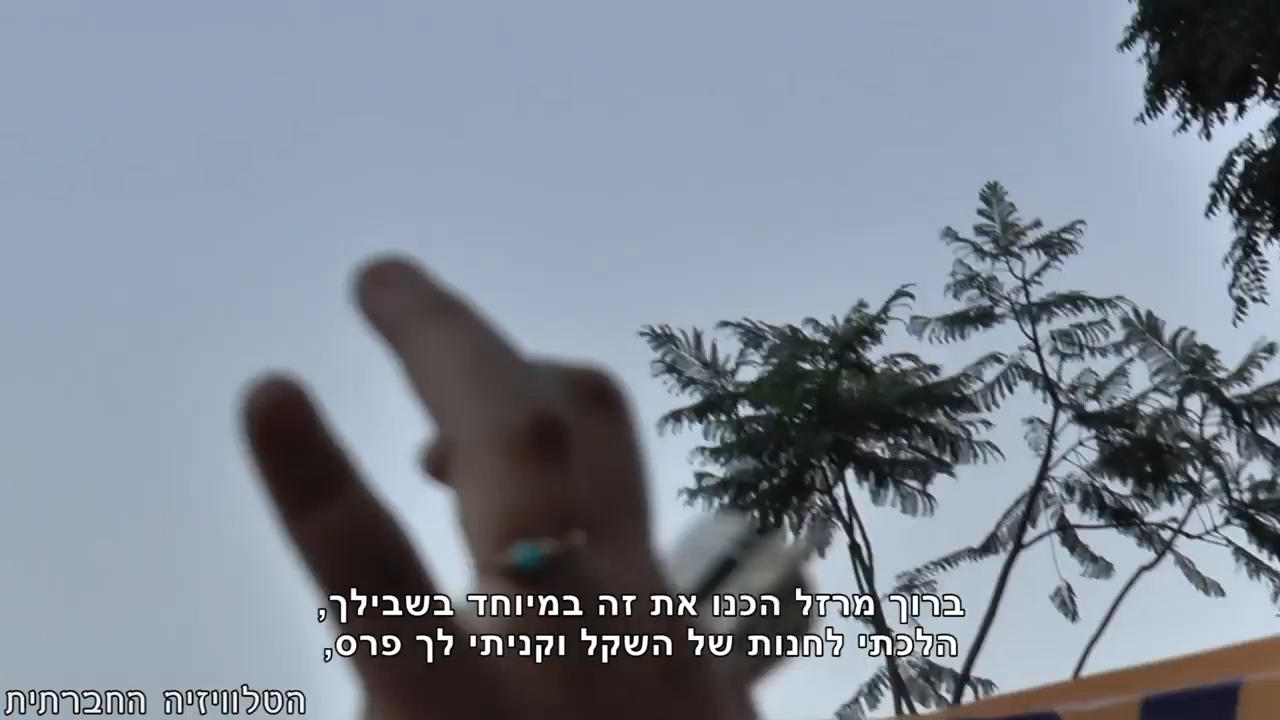 ברוך מרזל הכנו את זה במיוחד בשבילך,
הלכתי לחנות של השקל וקניתי לך פרס,
הטלוויזיה החברתית